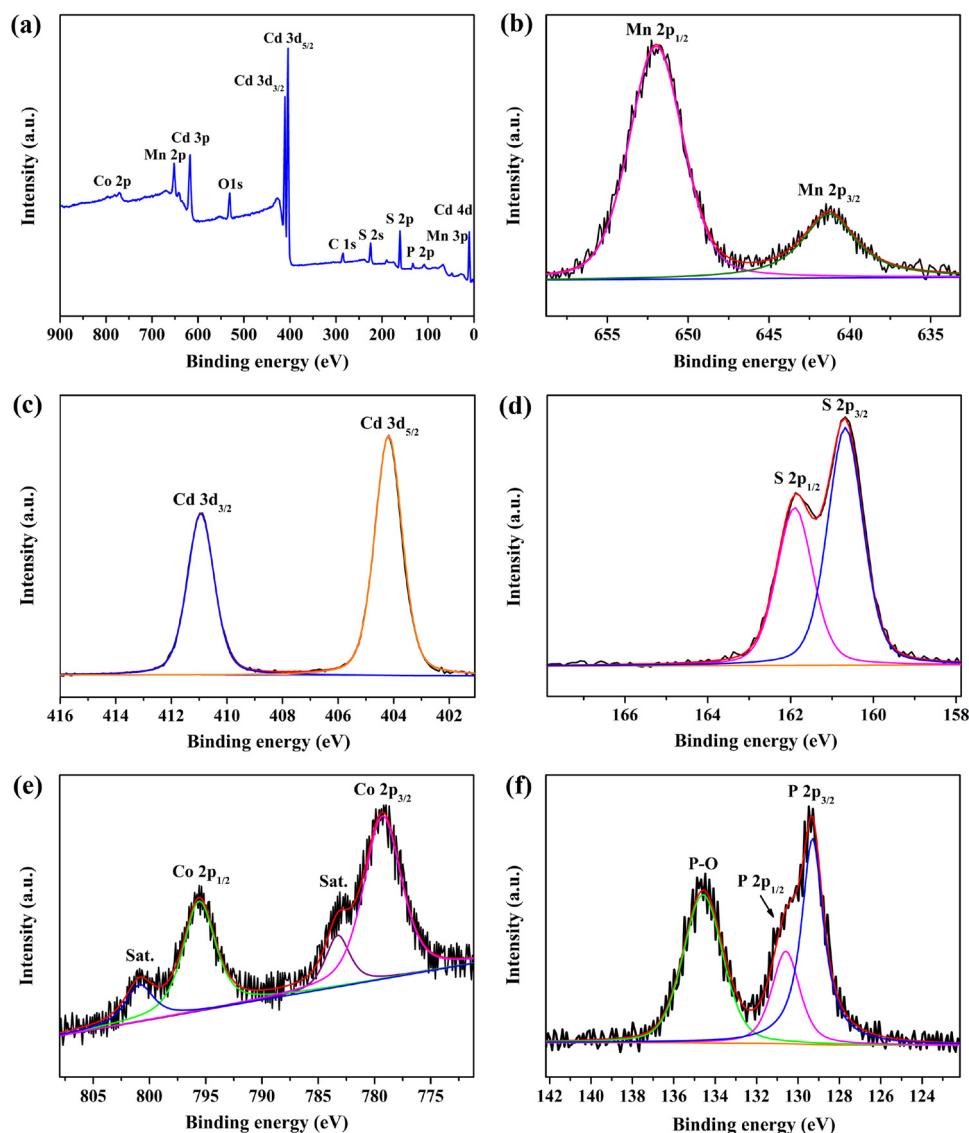 (a)
Cd 3d5/2
Cd 3d3/2
Cd 3p
Mn 2p
Co 2p
O1s
C 1s
S 2s
S 2p
P 2p
Cd 4d
Mn 3p
Intensity (a.u.)
900 800 700 600 500 400 300 200 100 0
Binding energy (eV)
(b)
Mn 2p1/2
Mn 2p3/2
Intensity (a.u.)
655 650 645 640 635
Binding energy (eV)
(c)
Cd 3d5/2
Cd 3d3/2
Intensity (a.u.)
416 414 412 410 408 406 404 402
Binding energy (eV)
(d)
S 2p3/2
S 2p1/2
Intensity (a.u.)
166 164 162 160 158
Binding energy (eV)
(e)
Co 2p3/2
Co 2p1/2
Sat.
Sat.
Intensity (a.u.)
805 800 795 790 785 780 775
Binding energy (eV)
(f)
P 2p3/2
P-O
P 2p1/2
Intensity (a.u.)
142 140 138 136 134 132 130 128 126 124
Binding energy (eV)